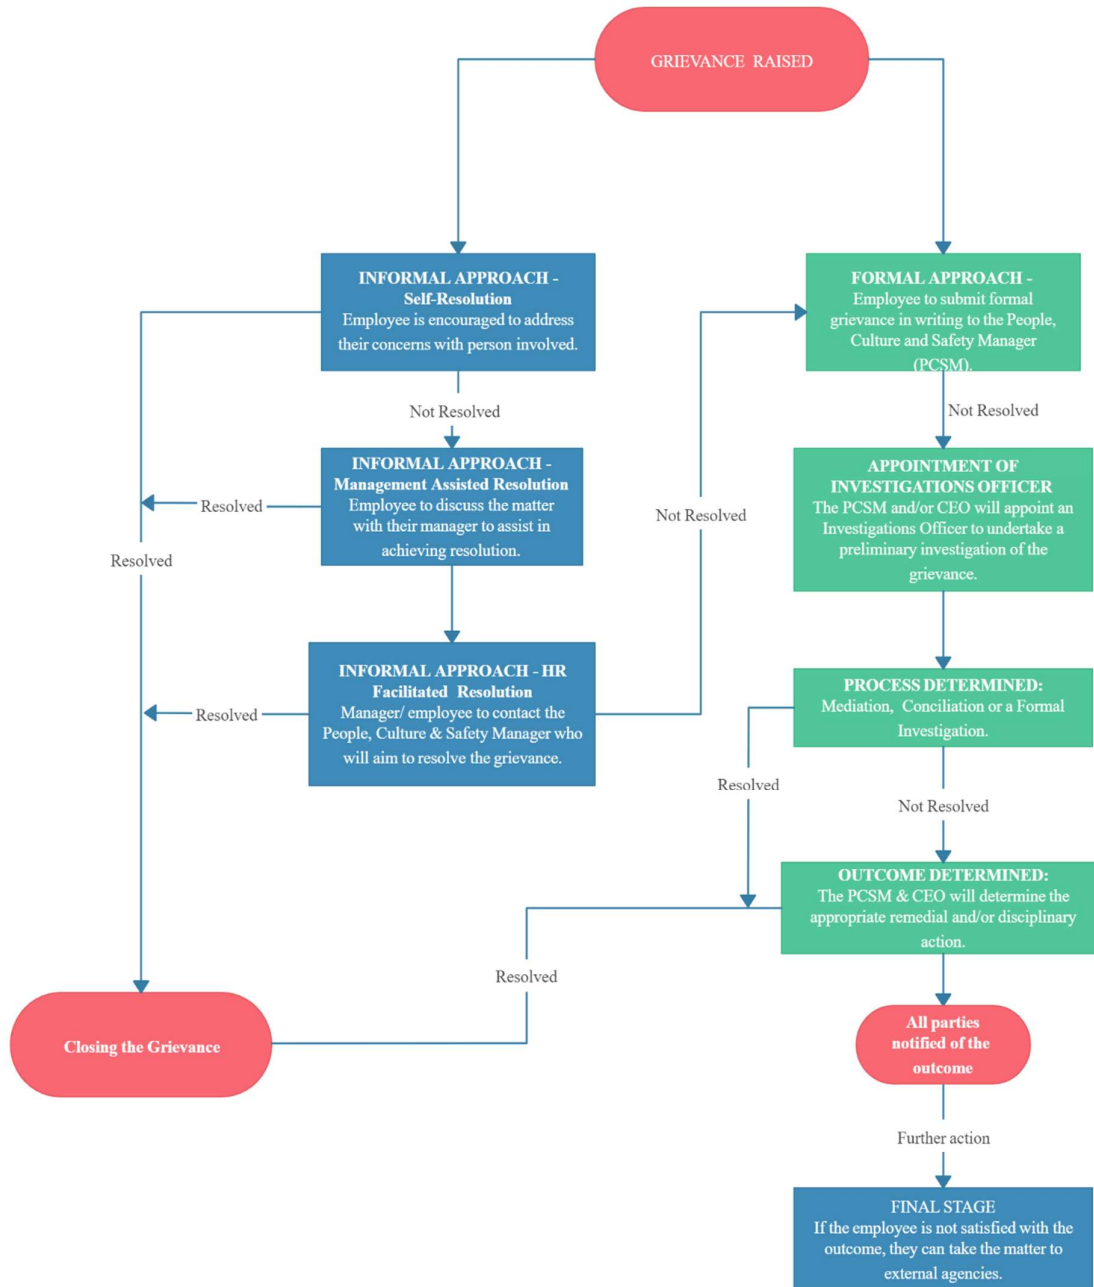 GRIEVANCE RAISED
INFORMAL APPROACH -
Self-Resolution
Employee is encouraged to address
their concerns with person involved.
FORMAL APPROACH -
Employee to submit formal
grievance in writing to the People,
Culture and Safety Manager
(PCSM).
Not Resolved
Not Resolved
INFORMAL APPROACH -
Management Assisted Resolution
Employee to discuss the matter
with their manager to assist in
achieving resolution.
Resolved
Resolved
Not Resolved
APPOINTMENT OF
INVESTIGATIONS OFFICER
The PCSM and/or CEO will appoint an
Investigations Officer to undertake a
preliminary investigation of the
grievance.
INFORMAL APPROACH - HR
Facilitated Resolution
Manager/ employee to contact the
People, Culture & Safety Manager who
will aim to resolve the grievance.
Resolved
PROCESS DETERMINED:
Mediation, Conciliation or a Formal
Investigation.
Resolved
Not Resolved
OUTCOME DETERMINED:
The PCSM & CEO will determine the
appropriate remedial and/or disciplinary
action.
Resolved
Closing the Grievance
All parties
notified of the
outcome
Further action
FINAL STAGE
If the employee is not satisfied with the
outcome, they can take the matter to
external agencies.